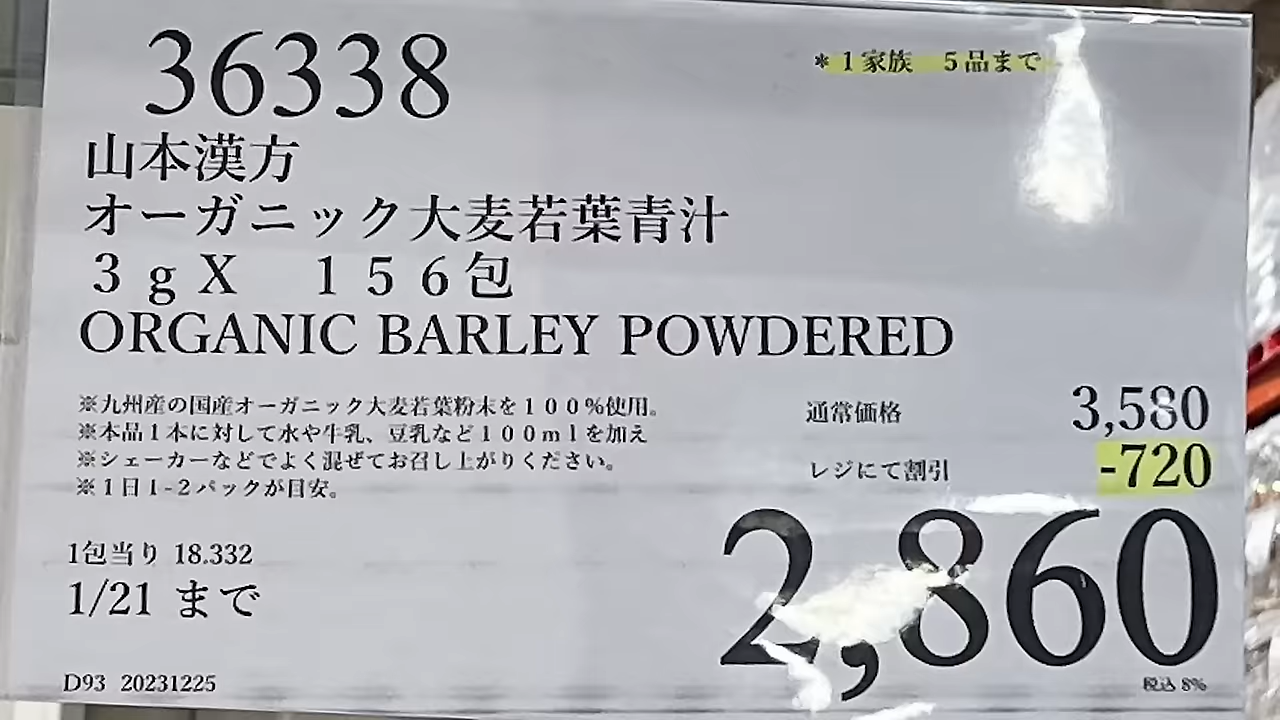 36338
＊１家族　５品まで
山本漢方
オーガニック大麦若葉青汁
３ｇＸ　１５６包
ORGANIC BARLEY POWDERED
※九州産の国産オーガニック大麦若葉粉末を１００％使用。
※本品１本に対して水や牛乳、豆乳など１００ｍｌを加え
※シェーカーなどでよく混ぜてお召し上がりください。
※１日１-２パックが目安。
通常価格 3,580
レジにて割引 -720
2,860
1包当り 18.332
1/21 まで
D93 20231225
税込 8%